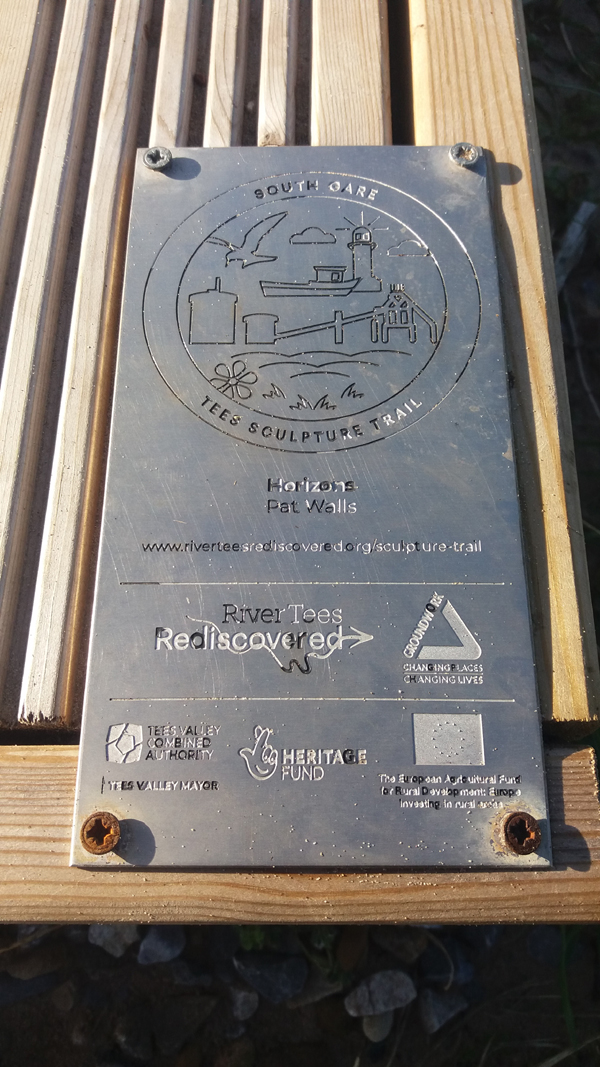 SOUTH GARE
TEES SCULPTURE TRAIL
Horizons
Pat Walls
www.riverteesrediscovered.org/sculpture-trail
River Tees
Rediscovered
GROUNDWORK
CHANGING PLACES
CHANGING LIVES
TEES VALLEY
COMBINED
AUTHORITY
TEES VALLEY MAYOR
HERITAGE
FUND
The European Agricultural Fund
for Rural Development: Europe
investing in rural areas